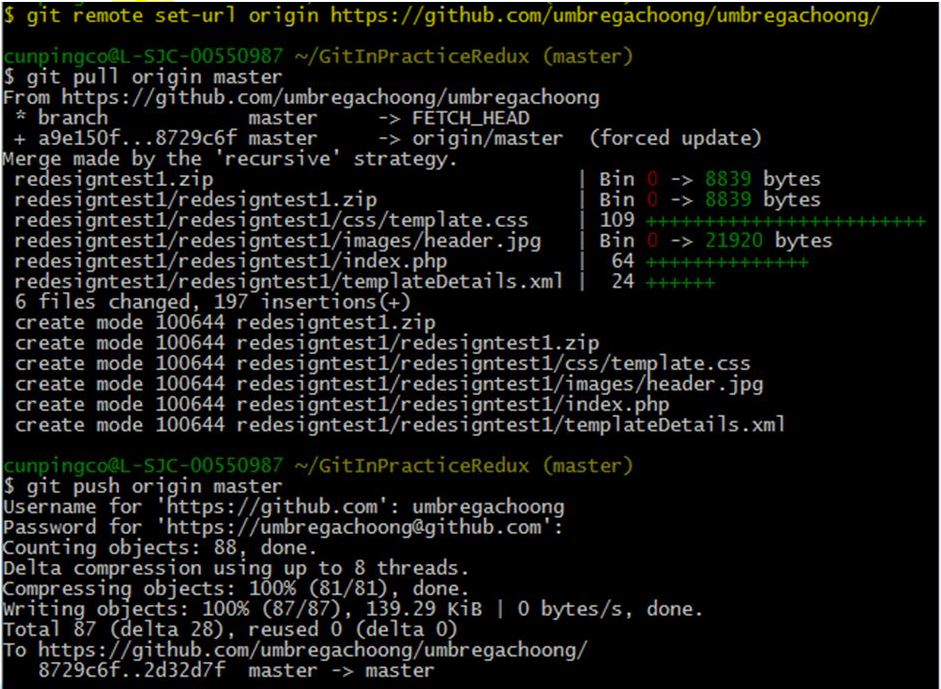 $ git remote set-url origin https://github.com/umbregachoong/umbregachoong/
cunpingco@L-SJC-00550987 ~/GitInPracticeRedux (master)
$ git pull origin master
From https://github.com/umbregachoong/umbregachoong
 * branch            master     -> FETCH_HEAD
 + a9e150f...8729c6f master     -> origin/master  (forced update)
Merge made by the 'recursive' strategy.
 redesigntest1.zip                              | Bin 0 -> 8839 bytes
 redesigntest1/redesigntest1.zip                | Bin 0 -> 8839 bytes
 redesigntest1/redesigntest1/css/template.css   | 109 ++++++++++++++++++++++++
 redesigntest1/redesigntest1/images/header.jpg  | Bin 0 -> 21920 bytes
 redesigntest1/redesigntest1/index.php          |  64 ++++++++++++++
 redesigntest1/redesigntest1/templateDetails.xml |  24 ++++++
 6 files changed, 197 insertions(+)
 create mode 100644 redesigntest1.zip
 create mode 100644 redesigntest1/redesigntest1.zip
 create mode 100644 redesigntest1/redesigntest1/css/template.css
 create mode 100644 redesigntest1/redesigntest1/images/header.jpg
 create mode 100644 redesigntest1/redesigntest1/index.php
 create mode 100644 redesigntest1/redesigntest1/templateDetails.xml
cunpingco@L-SJC-00550987 ~/GitInPracticeRedux (master)
$ git push origin master
Username for 'https://github.com': umbregachoong
Password for 'https://umbregachoong@github.com':
Counting objects: 88, done.
Delta compression using up to 8 threads.
Compressing objects: 100% (81/81), done.
Writing objects: 100% (87/87), 139.29 KiB | 0 bytes/s, done.
Total 87 (delta 28), reused 0 (delta 0)
To https://github.com/umbregachoong/umbregachoong/
   8729c6f..2d32d7f  master -> master